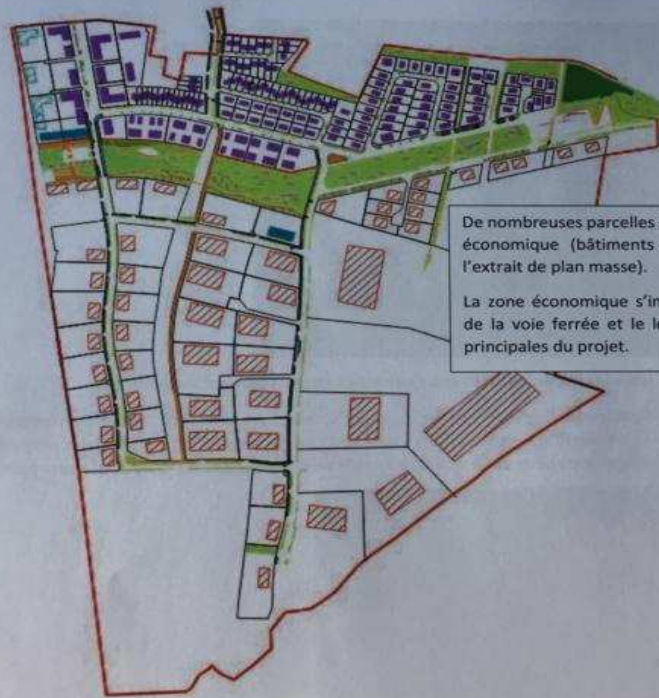 De nombreuses parcelles
économique (bâtiments
l'extrait de plan masse).
La zone économique s'in
de la voie ferrée et le l
principales du projet.